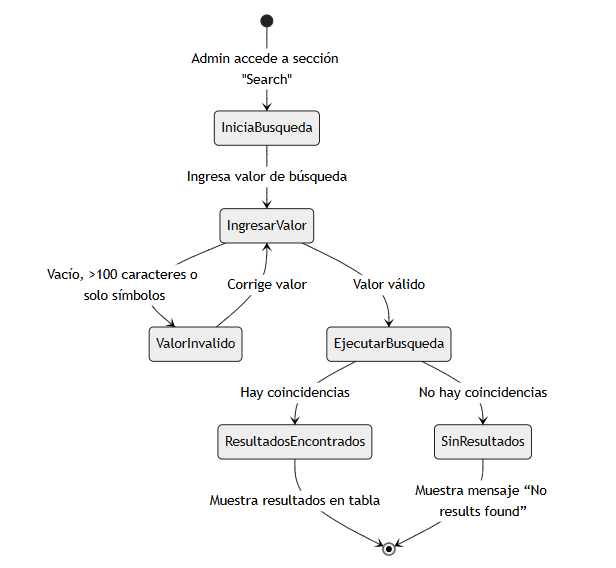 Admin accede a sección
"Search"
IniciaBusqueda
Ingresa valor de búsqueda
IngresarValor
Vacío, >100 caracteres o
solo símbolos
Corrige valor
Valor válido
ValorInvalido
EjecutarBusqueda
Hay coincidencias
No hay coincidencias
ResultadosEncontrados
SinResultados
Muestra resultados en tabla
Muestra mensaje “No
results found”